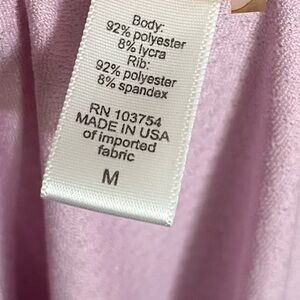 Body:
92% polyester
8% lycra
Rib:
92% polyester
8% spandex
RN 103754
MADE IN USA
of imported
fabric
M